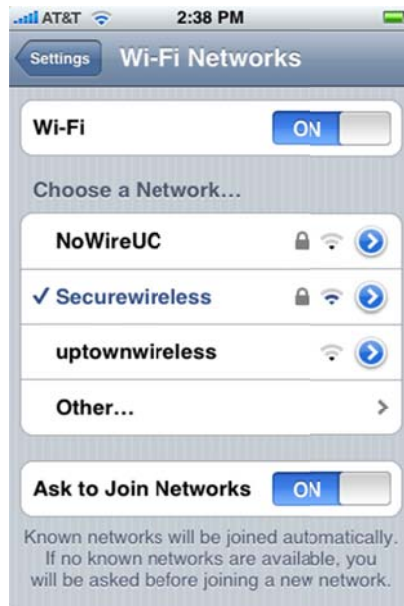 AT&T 2:38 PM
Settings Wi-Fi Networks
Wi-Fi ON
Choose a Network...
NoWireUC
✓ Securewireless
uptownwireless
Other...
Ask to Join Networks ON
Known networks will be joined automatically.
If no known networks are available, you
will be asked before joining a new network.